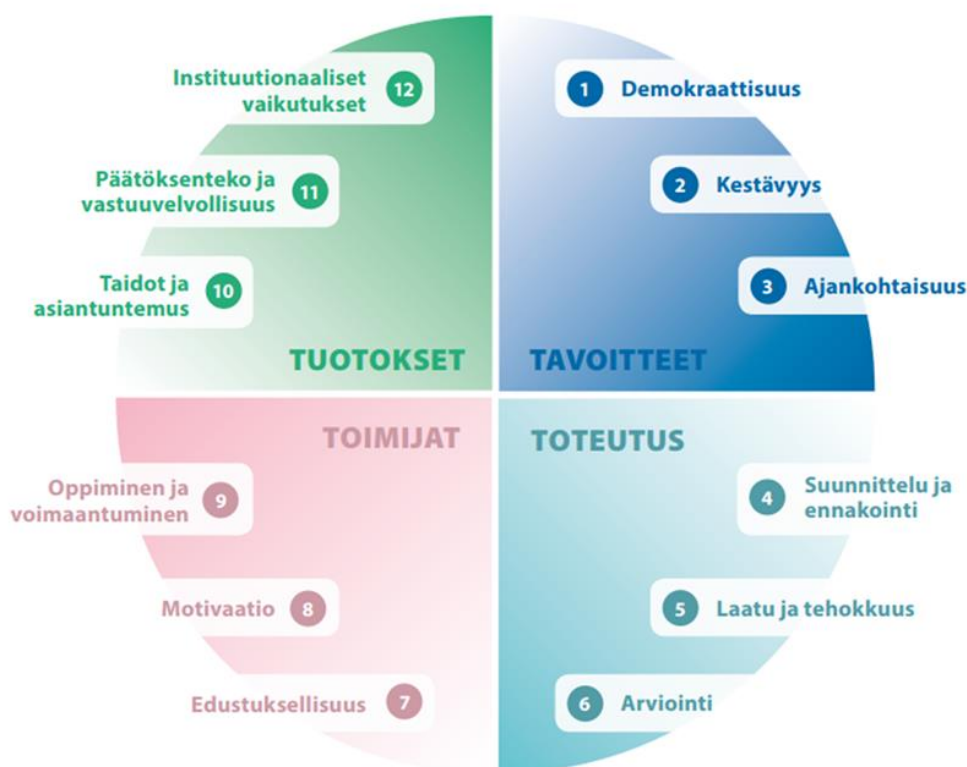 Instituutionaaliset
vaikutukset
12
Päätöksenteko ja
vastuuvelvollisuus
11
Taidot ja
asiantuntemus
10
TUOTOKSET
1
Demokraattisuus
2
Kestävyys
3
Ajankohtaisuus
TAVOITTEET
TOIMIJAT
Oppiminen ja
voimaantuminen
9
Motivaatio
8
Edustuksellisuus
7
TOTEUTUS
4
Suunnittelu ja
ennakointi
5
Laatu ja tehokkuus
6
Arviointi